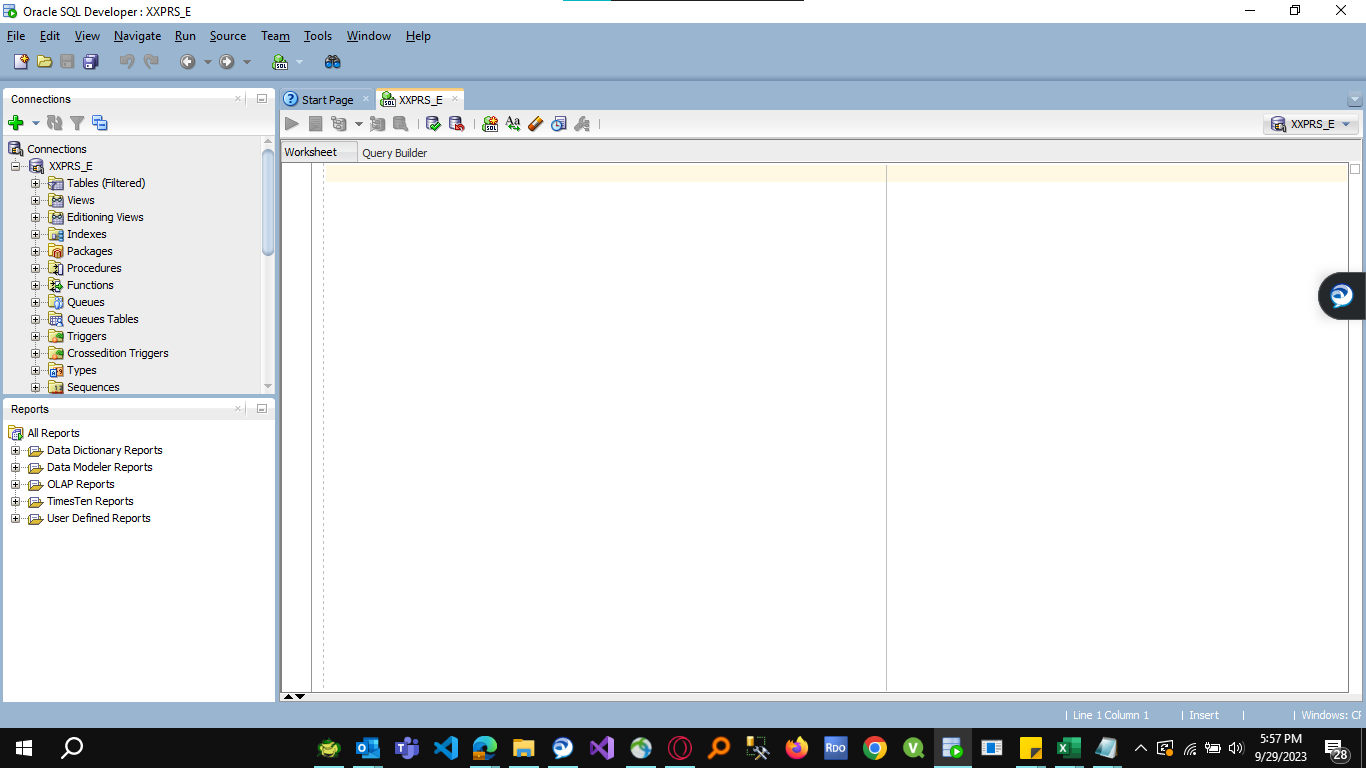 Oracle SQL Developer : XXPRS_E
File Edit View Navigate Run Source Team Tools Window Help
Connections
Connections
XXPRS_E
Tables (Filtered)
Views
Editioning Views
Indexes
Packages
Procedures
Functions
Queues
Queues Tables
Triggers
Crossedition Triggers
Types
Sequences
Reports
All Reports
Data Dictionary Reports
Data Modeler Reports
OLAP Reports
TimesTen Reports
User Defined Reports
Start Page XXPRS_E
XXPRS_E
Worksheet Query Builder
Line 1 Column 1 Insert Windows: CR
RDO
5:57 PM
9/29/2023
28